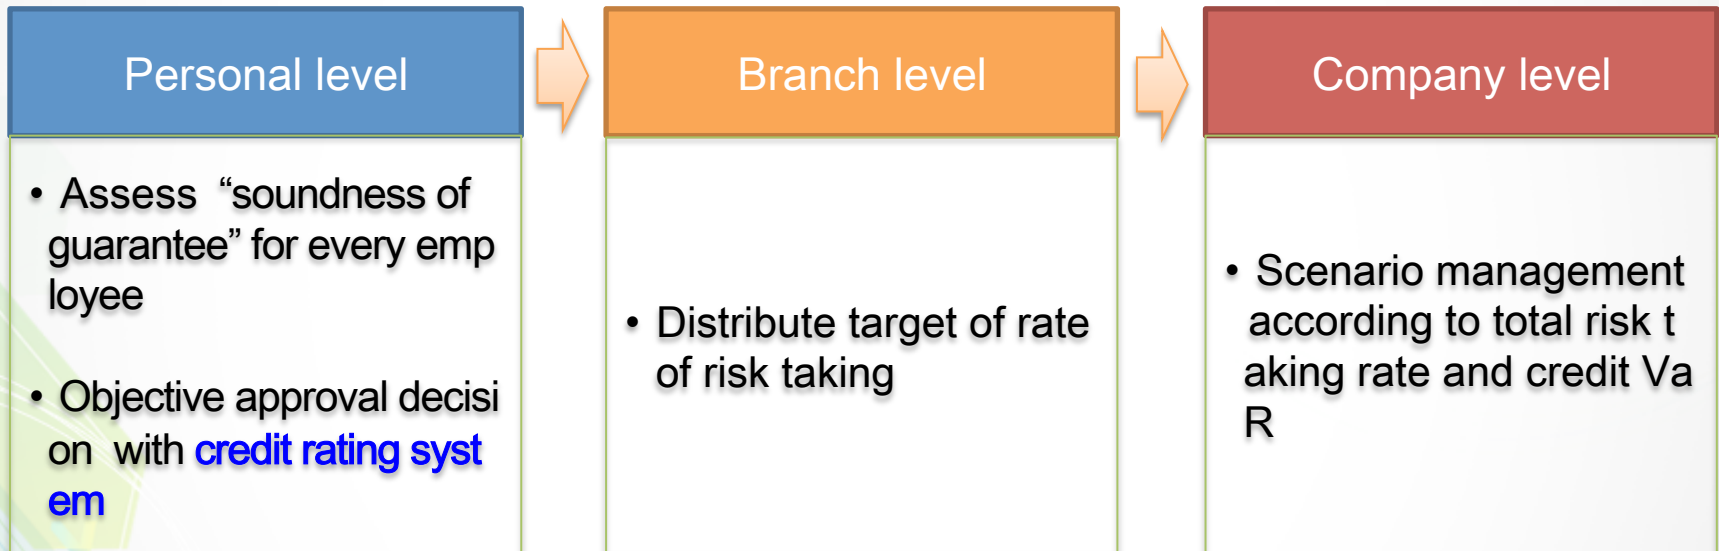 Personal level
• Assess “soundness of
guarantee” for every emp
loyee
• Objective approval decisi
on with credit rating syst
em
Branch level
• Distribute target of rate
of risk taking
Company level
• Scenario management
according to total risk t
aking rate and credit Va
R